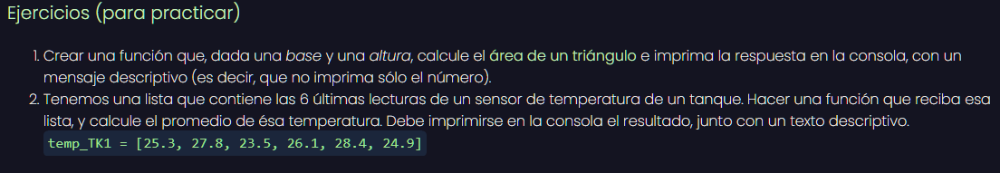 Ejercicios (para practicar)
1. Crear una función que, dada una base y una altura, calcule el área de un triángulo e imprima la respuesta en la consola, con un
mensaje descriptivo (es decir, que no imprima sólo el número).
2. Tenemos una lista que contiene las 6 últimas lecturas de un sensor de temperatura de un tanque. Hacer una función que reciba esa
lista, y calcule el promedio de ésa temperatura. Debe imprimirse en la consola el resultado, junto con un texto descriptivo.
temp_TK1 = [25.3, 27.8, 23.5, 26.1, 28.4, 24.9]